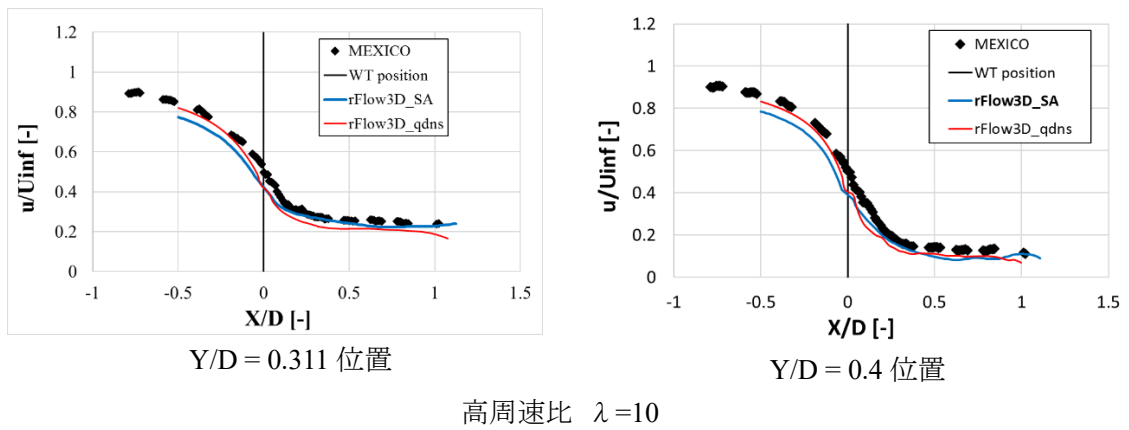 1.2
1
0.8
0.6
0.4
0.2
0
-1
-0.5
0
0.5
1
1.5
u/Uinf [-]
X/D [-]
MEXICO
WT position
rFlow3D_SA
rFlow3D_qdns
Y/D = 0.311 位置
1.2
1
0.8
0.6
0.4
0.2
0
-1
-0.5
0
0.5
1
1.5
u/Uinf [-]
X/D [-]
MEXICO
WT position
rFlow3D_SA
rFlow3D_qdns
Y/D = 0.4 位置
高周速比 λ =10